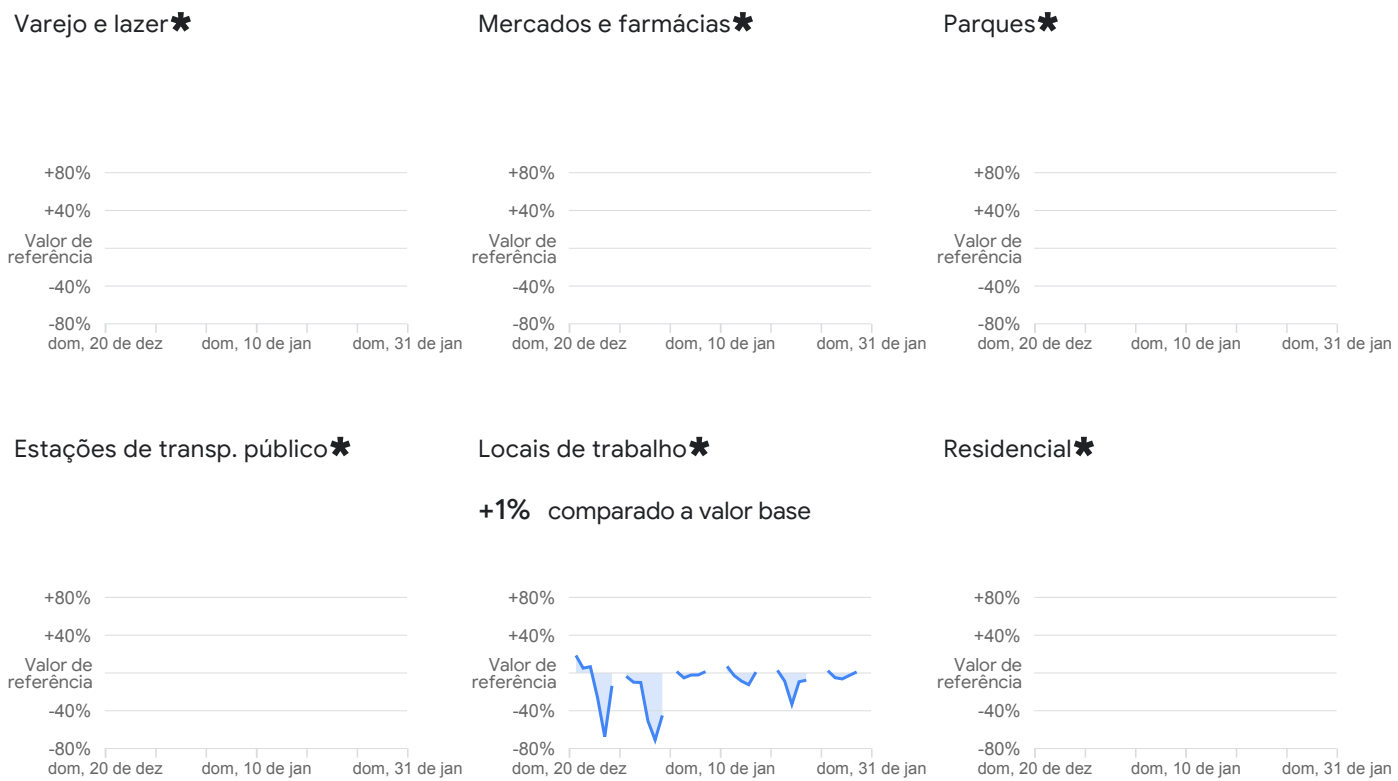 Varejo e lazer*
Mercados e farmácias*
Parques*
+80%
+40%
Valor de
referência
-40%
-80%
dom, 20 de dez dom, 10 de jan dom, 31 de jan
+80%
+40%
Valor de
referência
-40%
-80%
dom, 20 de dez dom, 10 de jan dom, 31 de jan
+80%
+40%
Valor de
referência
-40%
-80%
dom, 20 de dez dom, 10 de jan dom, 31 de jan
Estações de transp. público*
Locais de trabalho*
Residencial*
+1% comparado a valor base
+80%
+40%
Valor de
referência
-40%
-80%
dom, 20 de dez dom, 10 de jan dom, 31 de jan
+80%
+40%
Valor de
referência
-40%
-80%
dom, 20 de dez dom, 10 de jan dom, 31 de jan
+80%
+40%
Valor de
referência
-40%
-80%
dom, 20 de dez dom, 10 de jan dom, 31 de jan